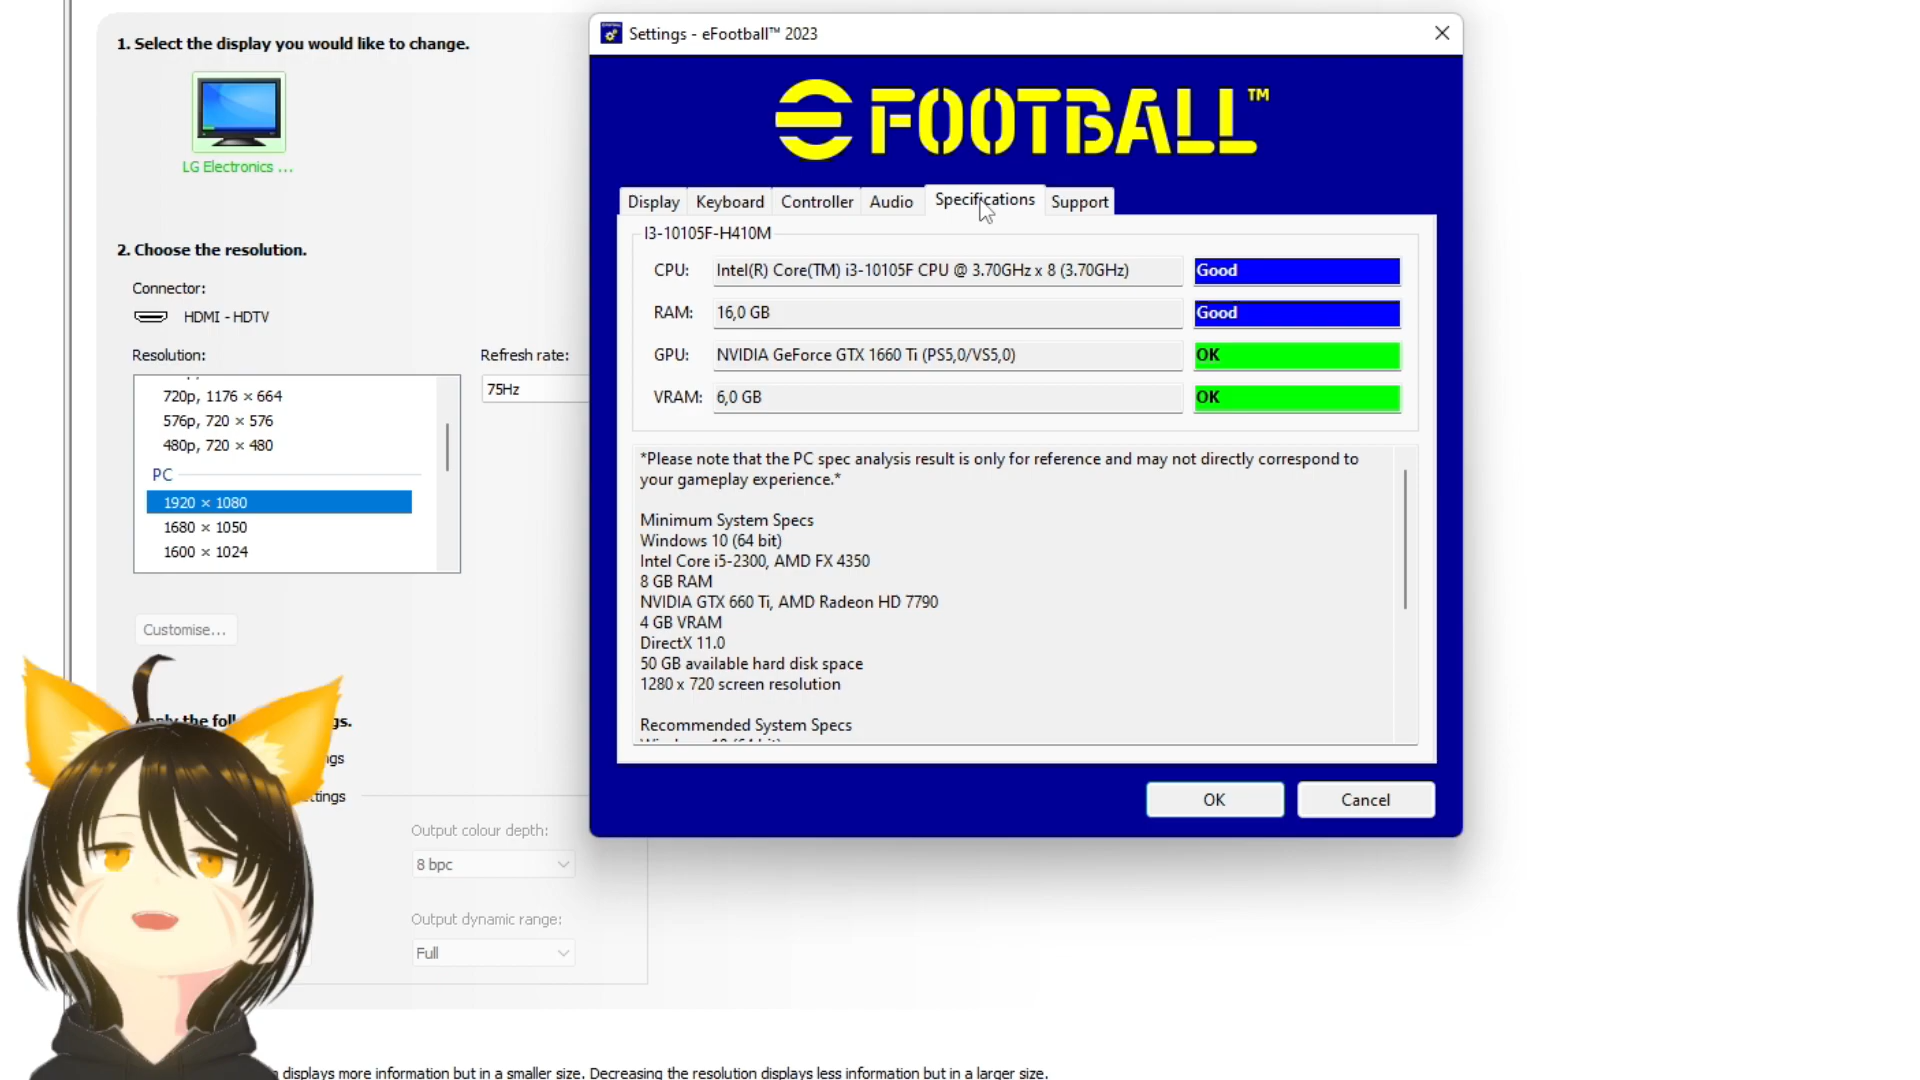 1. Select the display you would like to change.
LG Electronics ...
2. Choose the resolution.
Connector:
HDMI - HDTV
Resolution:
Refresh rate:
720p, 1176 × 664
576p, 720 × 576
480p, 720 × 480
PC
1920 × 1080
1680 × 1050
1600 × 1024
75Hz
Customise...
Output colour depth:
8 bpc
Output dynamic range:
Full
displays more information but in a smaller size. Decreasing the resolution displays less information but in a larger size.
Settings - eFootball™ 2023
FOOTBALL™
Display
Keyboard
Controller
Audio
Specifications
Support
I3-10105F-H410M
CPU: Intel(R) Core(TM) i3-10105F CPU @ 3.70GHz x 8 (3.70GHz) Good
RAM: 16,0 GB Good
GPU: NVIDIA GeForce GTX 1660 Ti (PS5,0/VS5,0) OK
VRAM: 6,0 GB OK
*Please note that the PC spec analysis result is only for reference and may not directly correspond to
your gameplay experience.*
Minimum System Specs
Windows 10 (64 bit)
Intel Core i5-2300, AMD FX 4350
8 GB RAM
NVIDIA GTX 660 Ti, AMD Radeon HD 7790
4 GB VRAM
DirectX 11.0
50 GB available hard disk space
1280 x 720 screen resolution
Recommended System Specs
OK
Cancel